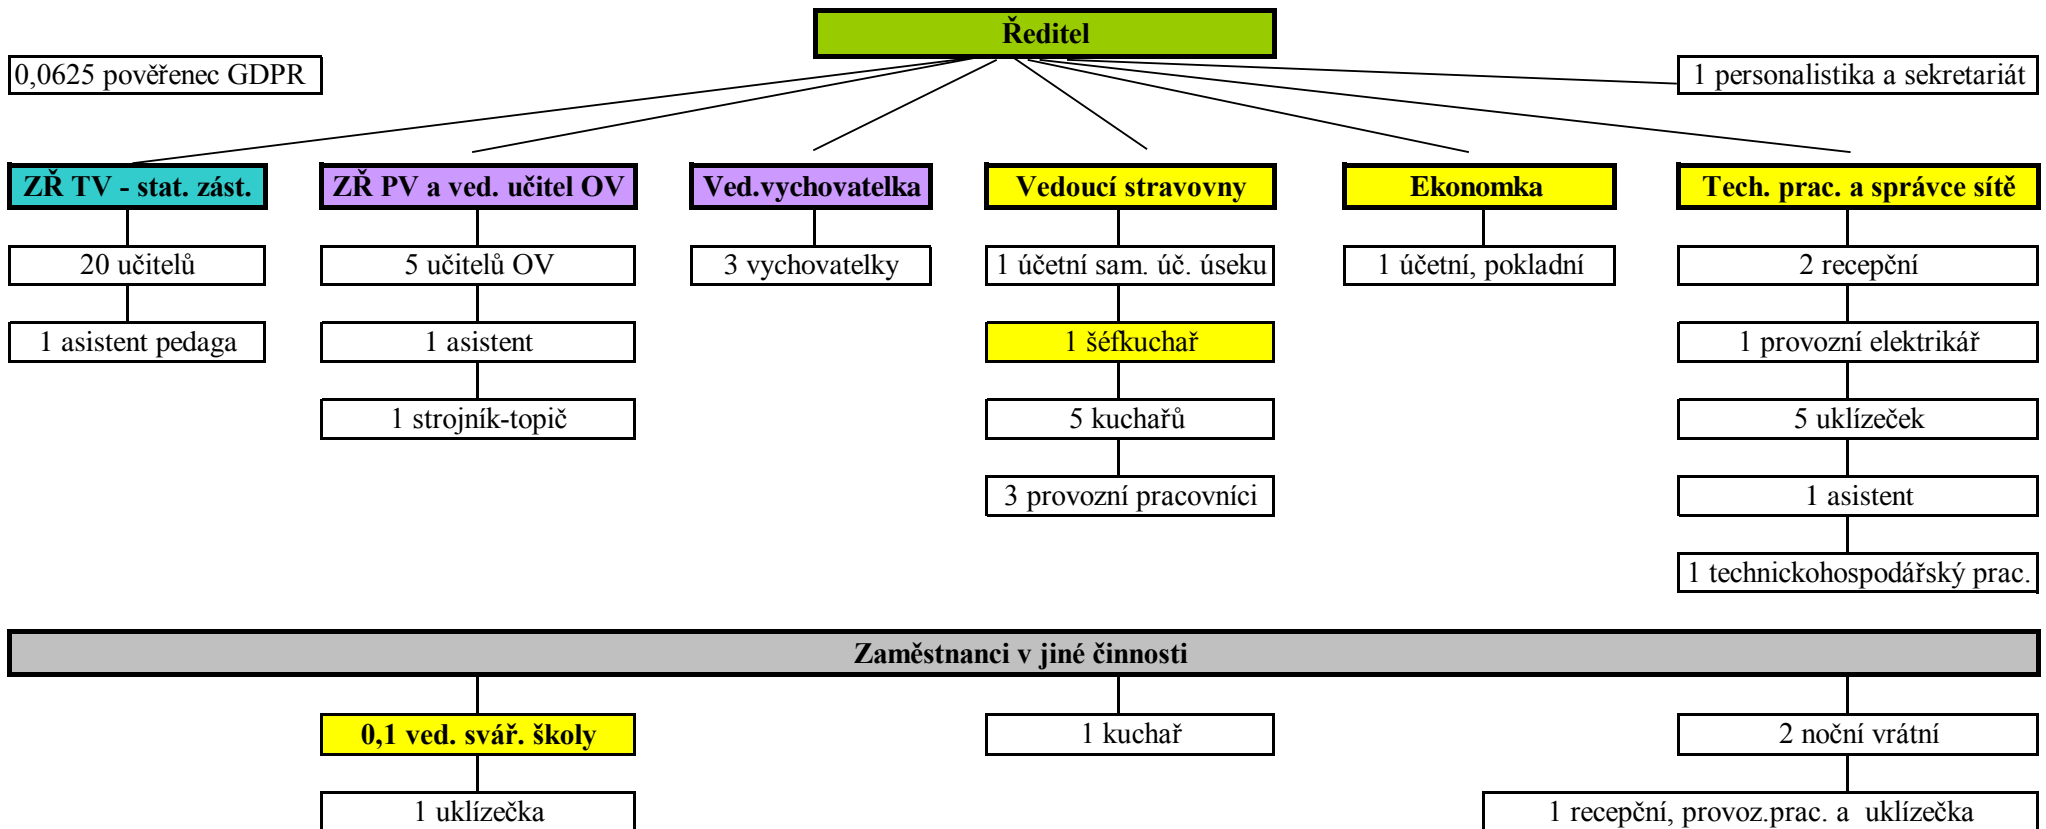 Ředitel
0,0625 pověřenec GDPR
1 personalistika a sekretariát
ZŘ TV - stat. zást.
ZŘ PV a ved. učitel OV
Ved.vychovatelka
Vedoucí stravovny
Ekonomka
Tech. prac. a správce sítě
20 učitelů
5 učitelů OV
3 vychovatelky
1 účetní sam. úč. úseku
1 účetní, pokladní
2 recepční
1 asistent pedaga
1 asistent
1 šéfkuchař
1 provozní elektrikář
1 strojník-topič
5 kuchařů
5 uklízeček
3 provozní pracovníci
1 asistent
1 technickohospodářský prac.
Zaměstnanci v jiné činnosti
0,1 ved. svář. školy
1 kuchař
2 noční vrátní
1 uklízečka
1 recepční, provoz.prac. a  uklízečka